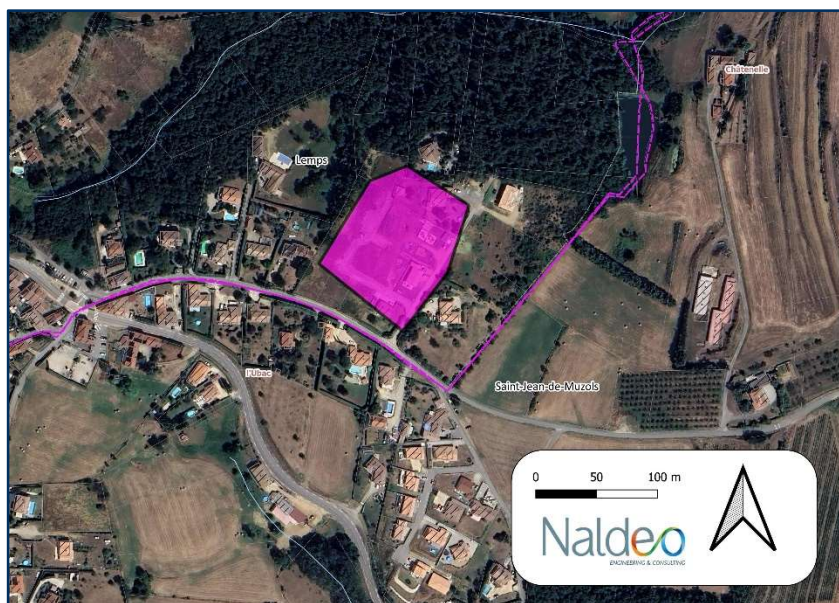 Châtenelle
Lemps
l'Ubac
Saint-Jean-de-Muzols
0 50 100 m
Naldeo
ENGINEERING & CONSULTING